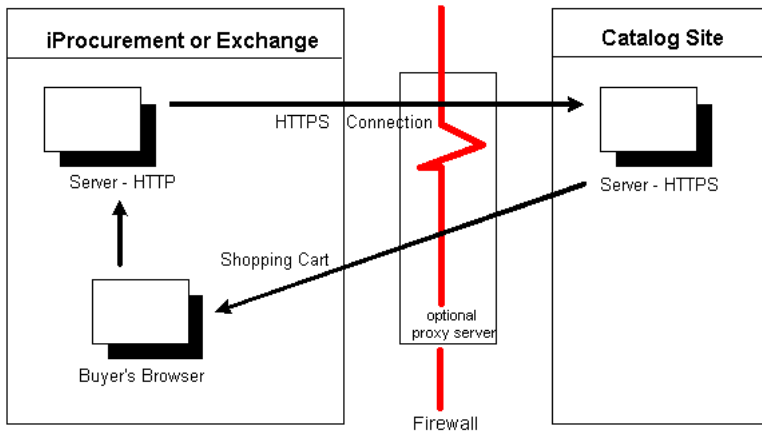 iProcurement or Exchange
Catalog Site
HTTPS Connection
Server - HTTP
Server - HTTPS
Shopping Cart
optional
proxy server
Buyer's Browser
Firewall